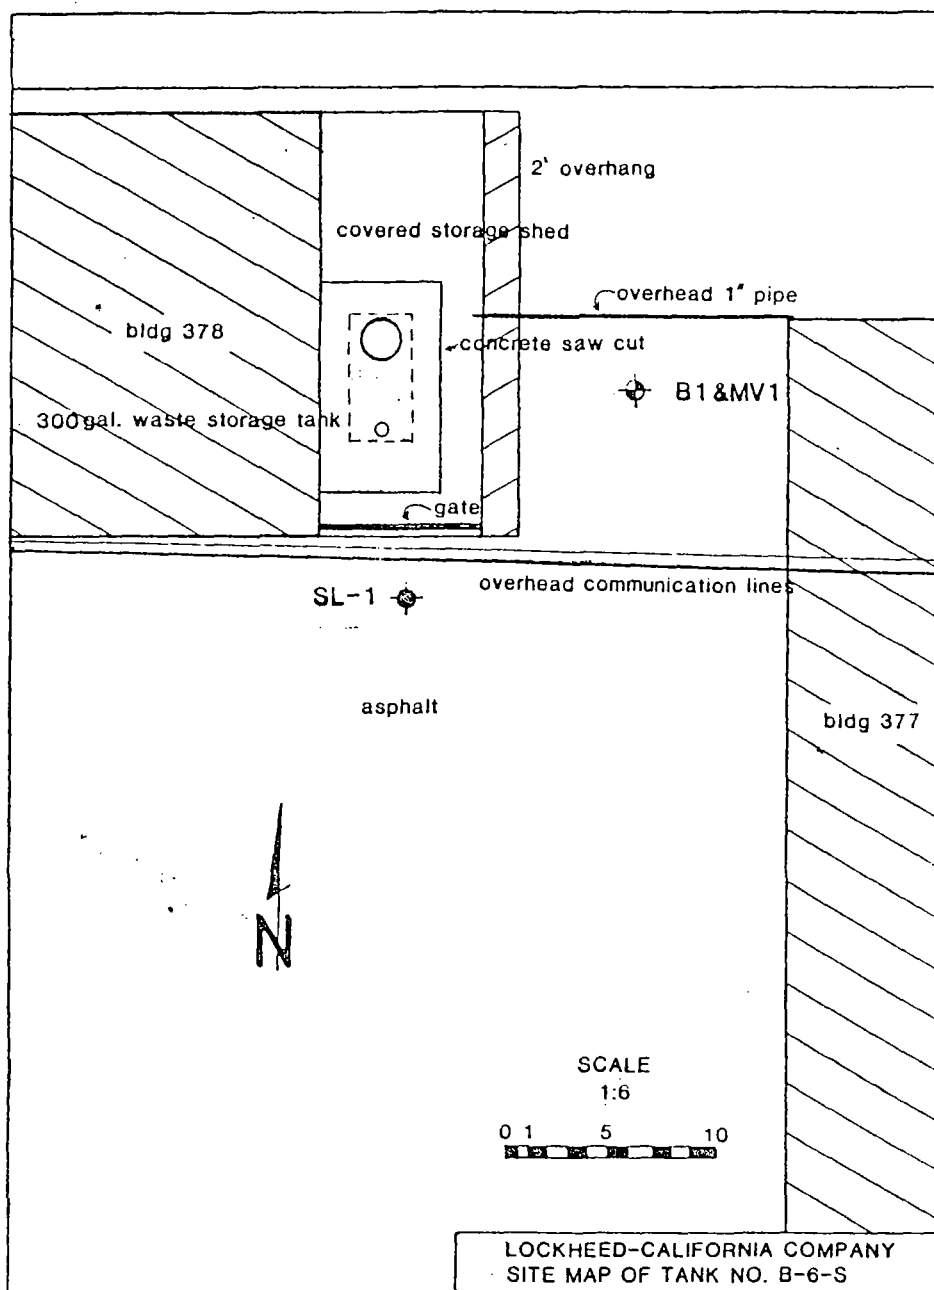 2' overhang
covered storage shed
overhead 1" pipe
bldg 378
concrete saw cut
B1&MV1
300gal. waste storage tank
gate
overhead communication lines
SL-1
asphalt
bldg 377
N
SCALE
1:6
0 1 5 10
LOCKHEED-CALIFORNIA COMPANY
SITE MAP OF TANK NO. B-6-S